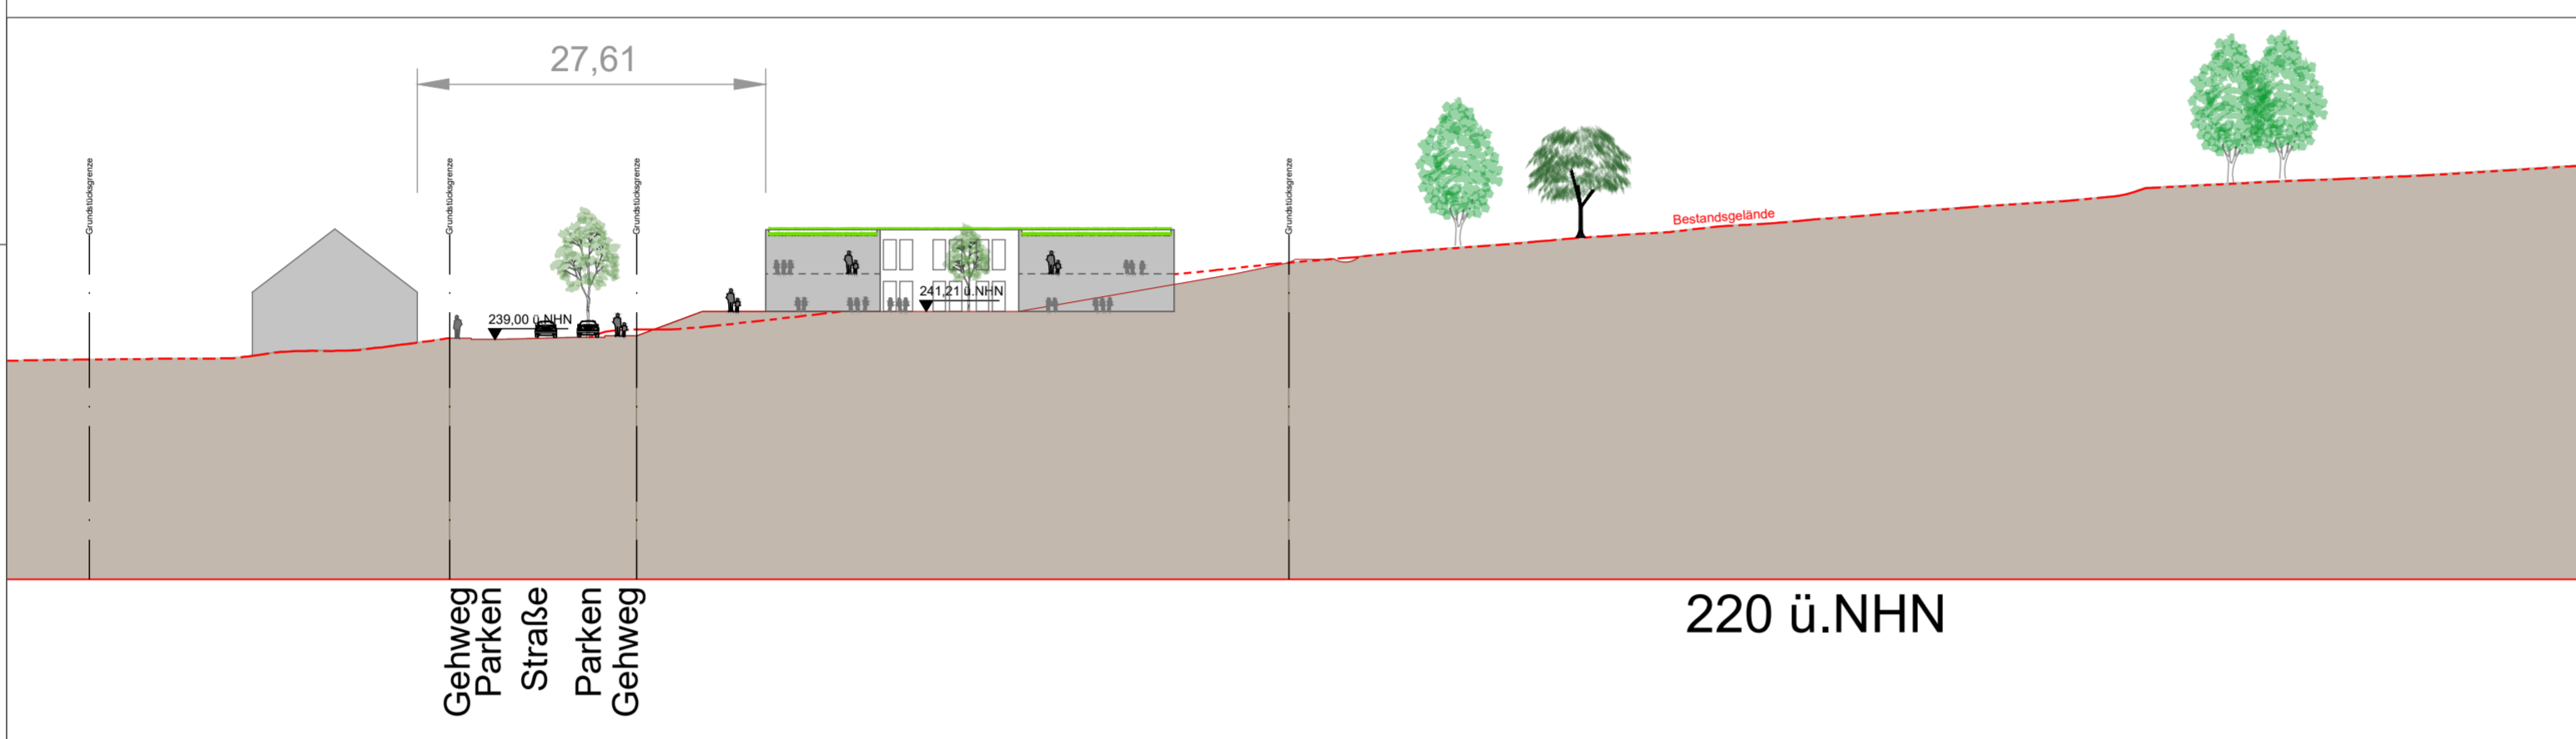 27,61
Grundstücksgrenze
Grundstücksgrenze
Grundstücksgrenze
Grundstücksgrenze
Bestandsgelände
241,21 ü.NHN
239,00 ü.NHN
Gehweg
Parken
Straße
Parken
Gehweg
220 ü.NHN